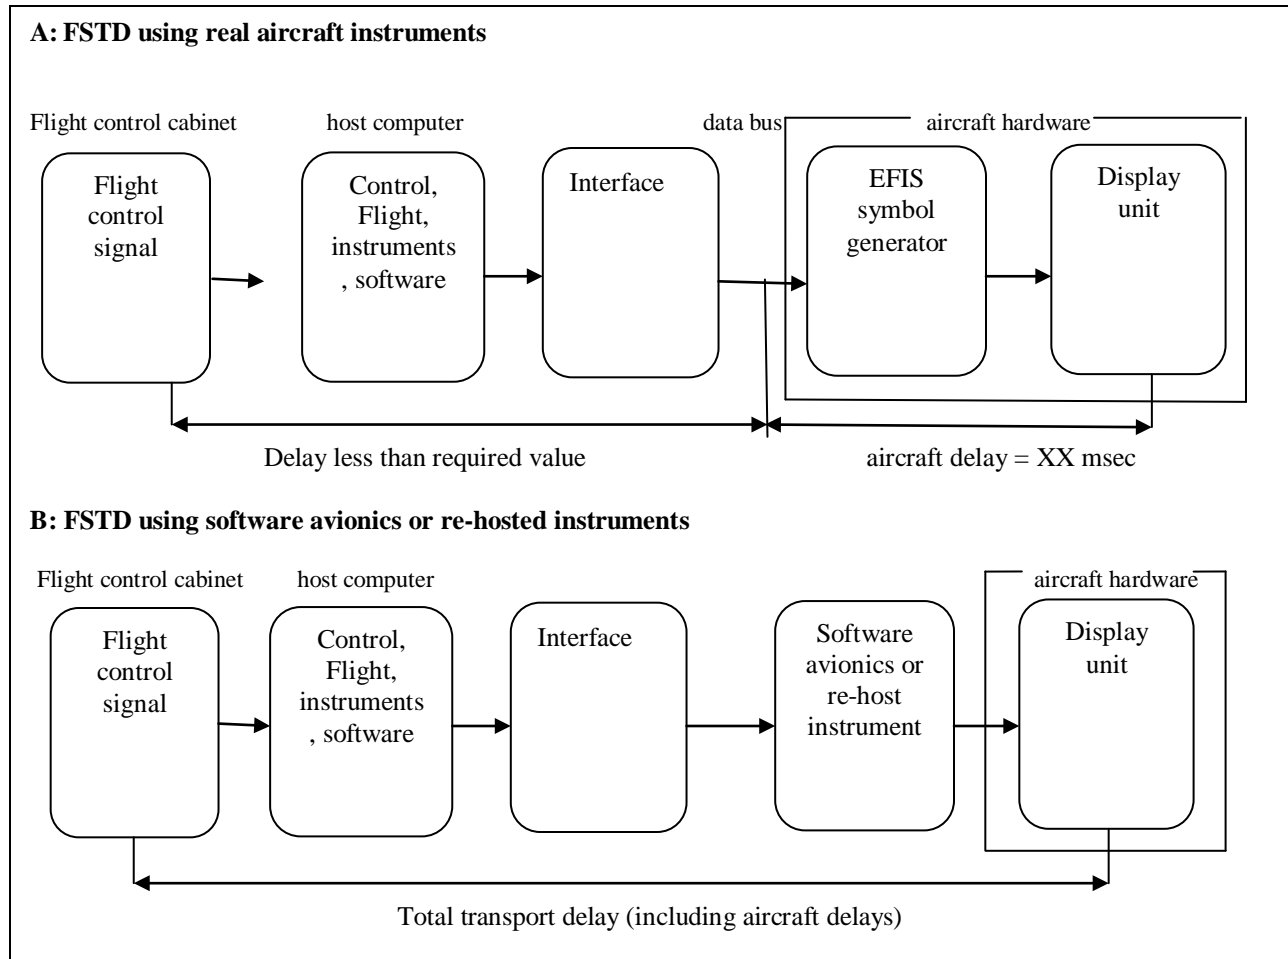 A: FSTD using real aircraft instruments
Flight control cabinet
host computer
data bus
aircraft hardware
Flight
control
signal
Control,
Flight,
instruments
, software
Interface
EFIS
symbol
generator
Display
unit
Delay less than required value
aircraft delay = XX msec
B: FSTD using software avionics or re-hosted instruments
Flight control cabinet
host computer
aircraft hardware
Flight
control
signal
Control,
Flight,
instruments
, software
Interface
Software
avionics or
re-host
instrument
Display
unit
Total transport delay (including aircraft delays)